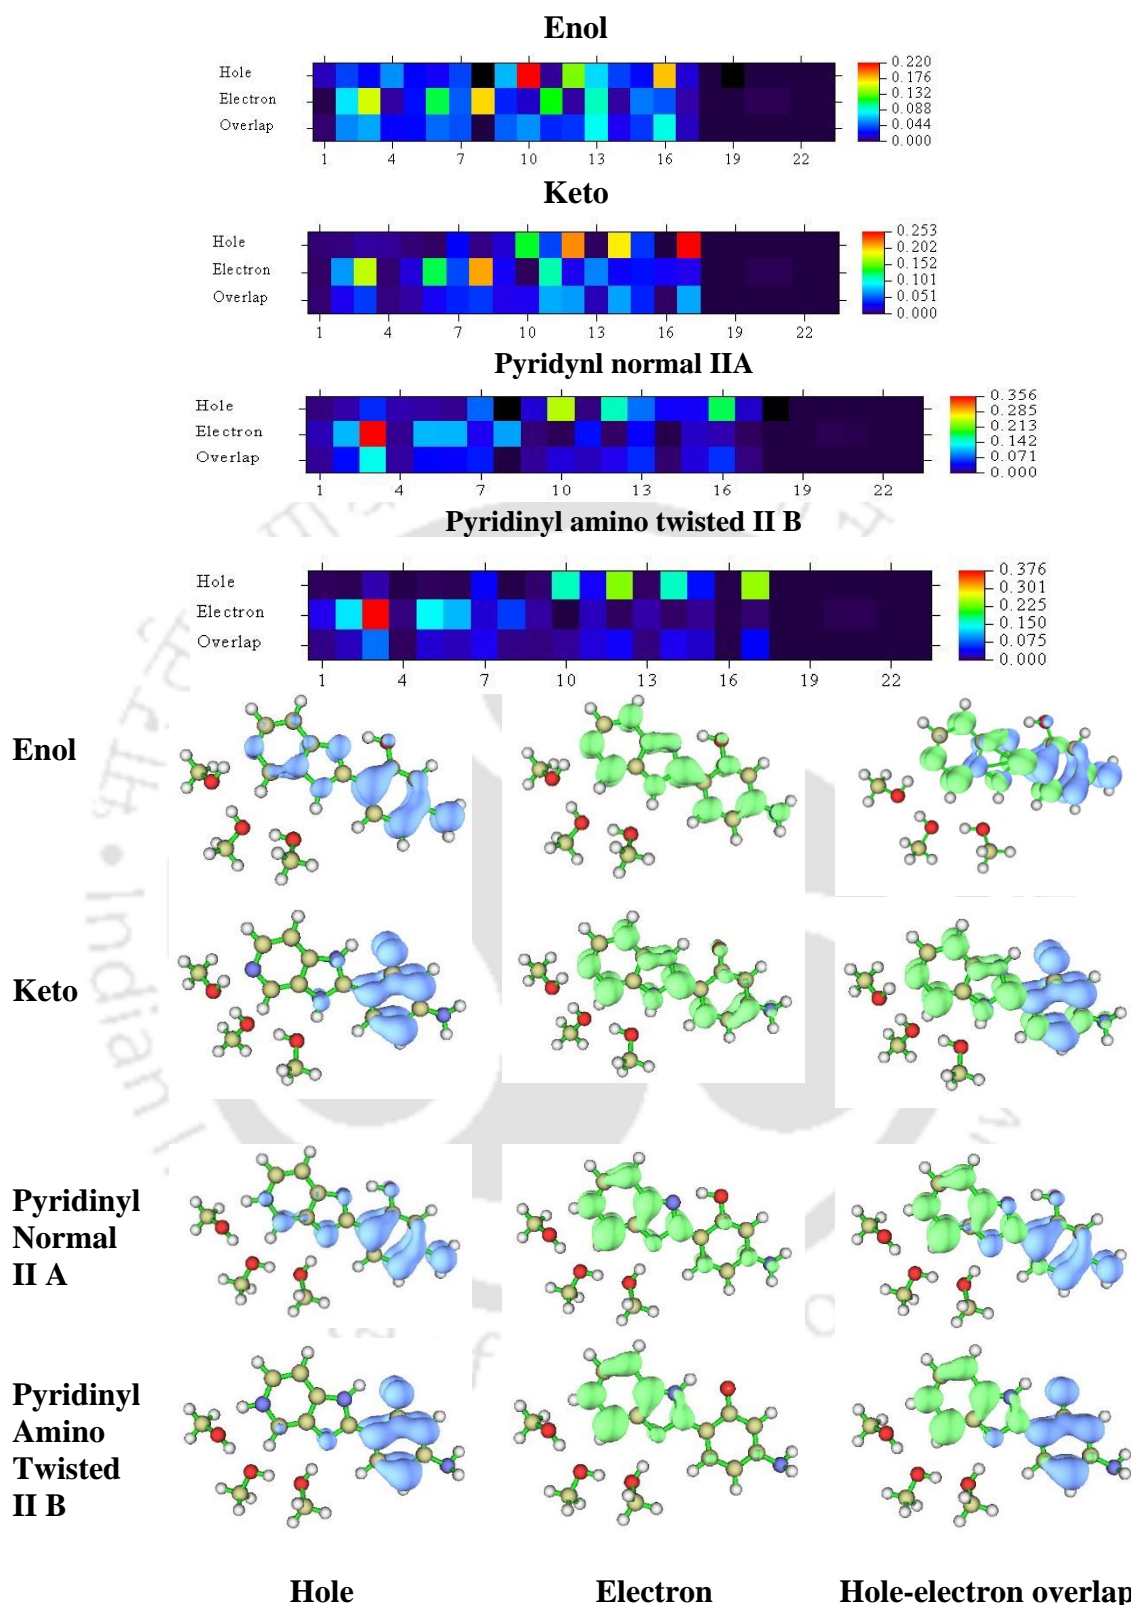 Enol
Hole
Electron
Overlap
0.220
0.176
0.132
0.088
0.044
0.000
1 4 7 10 13 16 19 22
Keto
Hole
Electron
Overlap
0.253
0.202
0.152
0.101
0.051
0.000
1 4 7 10 13 16 19 22
Pyridynl normal IIA
Hole
Electron
Overlap
0.356
0.285
0.213
0.142
0.071
0.000
1 4 7 10 13 16 19 22
Pyridinyl amino twisted II B
Hole
Electron
Overlap
0.376
0.301
0.225
0.150
0.075
0.000
1 4 7 10 13 16 19 22
Enol
Keto
Pyridinyl
Normal
II A
Pyridinyl
Amino
Twisted
II B
Hole Electron Hole-electron overlap
Indian